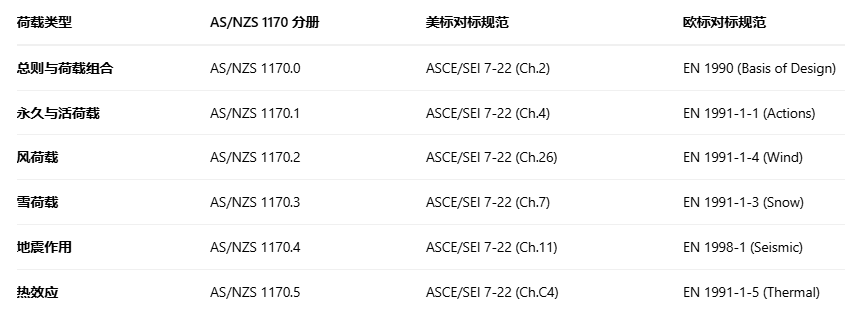 荷载类型 AS/NZS 1170 分册 美标对标规范 欧标对标规范
总则与荷载组合 AS/NZS 1170.0 ASCE/SEI 7-22 (Ch.2) EN 1990 (Basis of Design)
永久与活荷载 AS/NZS 1170.1 ASCE/SEI 7-22 (Ch.4) EN 1991-1-1 (Actions)
风荷载 AS/NZS 1170.2 ASCE/SEI 7-22 (Ch.26) EN 1991-1-4 (Wind)
雪荷载 AS/NZS 1170.3 ASCE/SEI 7-22 (Ch.7) EN 1991-1-3 (Snow)
地震作用 AS/NZS 1170.4 ASCE/SEI 7-22 (Ch.11) EN 1998-1 (Seismic)
热效应 AS/NZS 1170.5 ASCE/SEI 7-22 (Ch.C4) EN 1991-1-5 (Thermal)